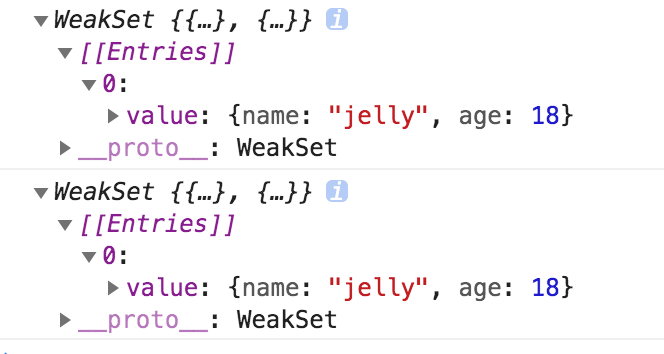 ▼WeakSet {{…}, {…}} i
▼[[Entries]]
▼0:
▶value: {name: "jelly", age: 18}
▶__proto__: WeakSet
▼WeakSet {{…}, {…}} i
▼[[Entries]]
▼0:
▶value: {name: "jelly", age: 18}
▶__proto__: WeakSet